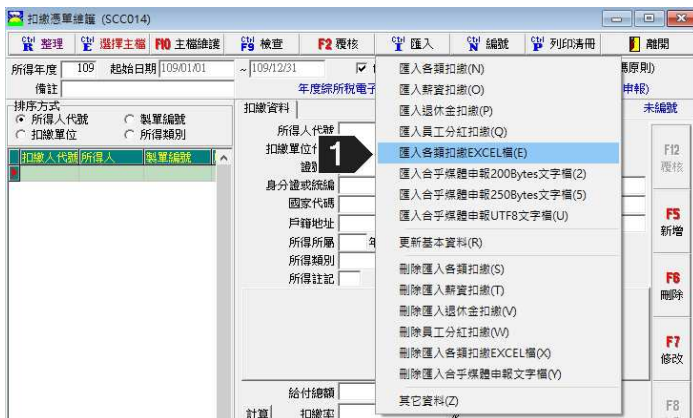 扣繳憑單維護 (SCC014)
Ctrl R 整理 Ctrl E 選擇主檔 F10 主檔維護 Ctrl F9 檢查 F2 覆核 Ctrl I 匯入 Ctrl N 編號 Ctrl P 列印清冊 離開
所得年度 109 起始日期 109/01/01 ~ 109/12/31
備註
年度綜所稅電子
排序方式
所得人代號 製單編號
扣繳單位 所得類別
扣繳人代號 所得人 製單編號
扣繳資料
未編號
所得人代號
扣繳單位代
身分證或統編
國家代碼
戶籍地址
所得所屬 年
所得類別
所得註記
給付總額
計算 扣繳率 %
1
匯入各類扣繳(N)
匯入薪資扣繳(O)
匯入退休金扣繳(P)
匯入員工分紅扣繳(Q)
匯入各類扣繳EXCEL檔(E)
匯入合乎媒體申報200Bytes文字檔(2)
匯入合乎媒體申報250Bytes文字檔(5)
匯入合乎媒體申報UTF8文字檔(U)
更新基本資料(R)
刪除匯入各類扣繳(S)
刪除匯入薪資扣繳(T)
刪除匯入退休金扣繳(V)
刪除員工分紅扣繳(W)
刪除匯入各類扣繳EXCEL檔(X)
刪除匯入合乎媒體申報文字檔(Y)
其它資料(Z)
原則)
申報)
F12
覆核
F5
新增
F6
刪除
F7
修改
F8